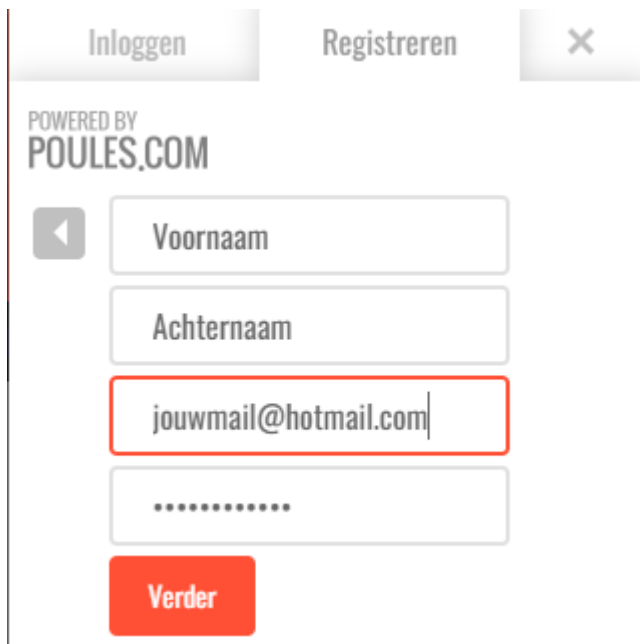 Inloggen Registreren ×
POWERED BY
POULES.COM
Voornaam
Achternaam
jouwmail@hotmail.com
••••••••••••
Verder